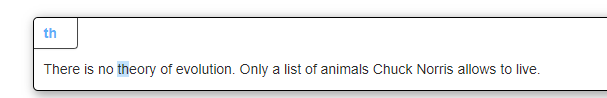 th
There is no theory of evolution. Only a list of animals Chuck Norris allows to live.